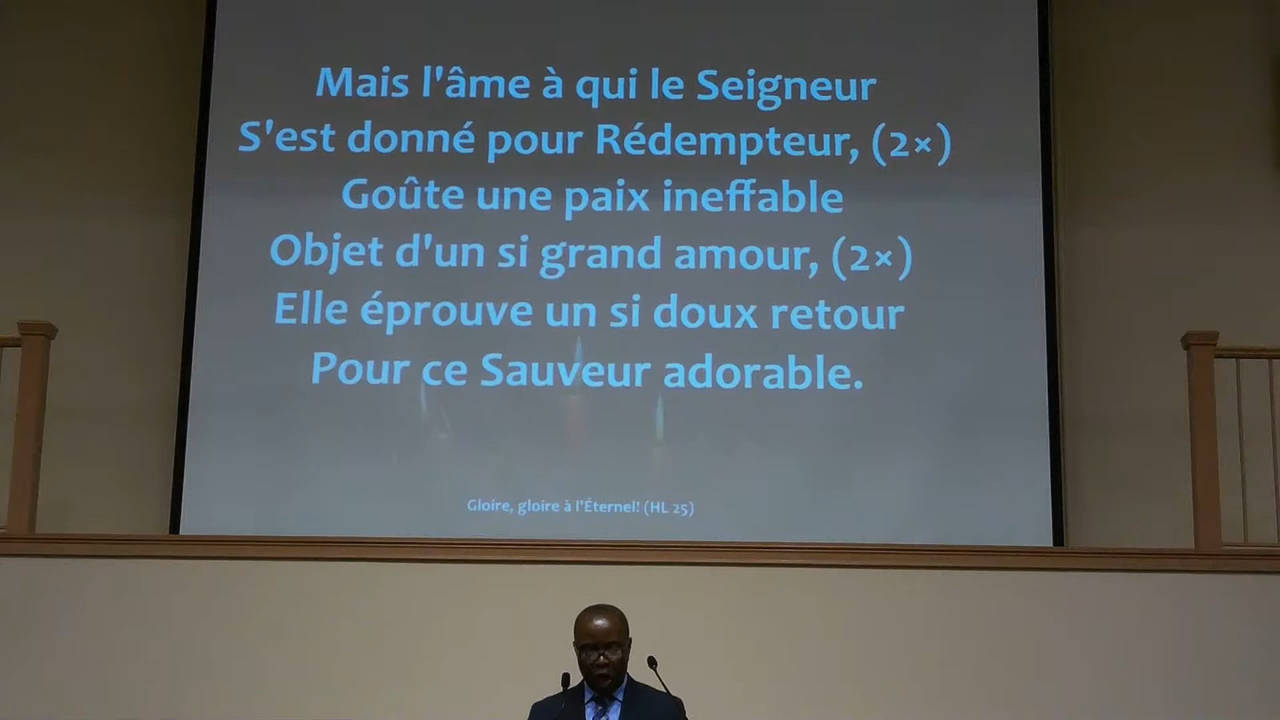 Mais l'âme à qui le Seigneur
S'est donné pour Rédempteur, (2×)
Goûte une paix ineffable
Objet d'un si grand amour, (2×)
Elle éprouve un si doux retour
Pour ce Sauveur adorable.
Gloire, gloire à l'Éternel! (HL 25)